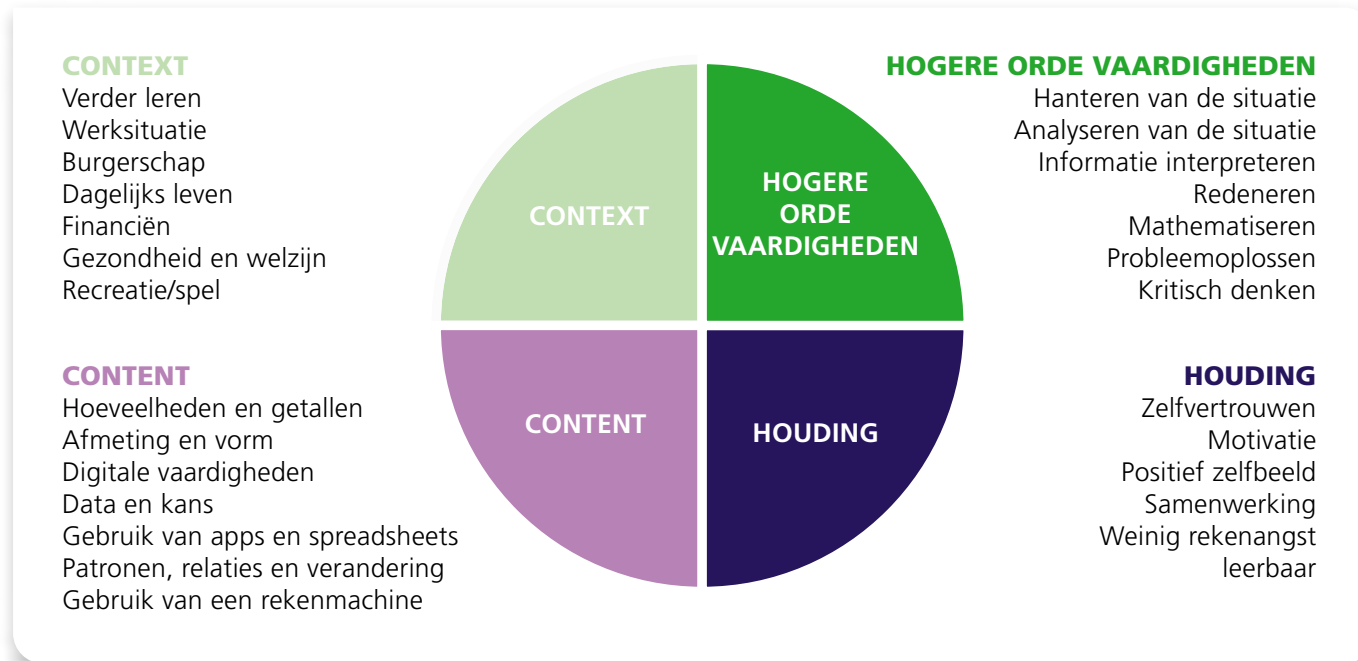 CONTEXT
Verder leren
Werksituatie
Burgerschap
Dagelijks leven
Financiën
Gezondheid en welzijn
Recreatie/spel
CONTENT
Hoeveelheden en getallen
Afmeting en vorm
Digitale vaardigheden
Data en kans
Gebruik van apps en spreadsheets
Patronen, relaties en verandering
Gebruik van een rekenmachine
CONTEXT
HOGERE
ORDE
VAARDIGHEDEN
CONTENT
HOUDING
HOGERE ORDE VAARDIGHEDEN
Hanteren van de situatie
Analyseren van de situatie
Informatie interpreteren
Redeneren
Mathematiseren
Probleemoplossen
Kritisch denken
HOUDING
Zelfvertrouwen
Motivatie
Positief zelfbeeld
Samenwerking
Weinig rekenangst
leerbaar